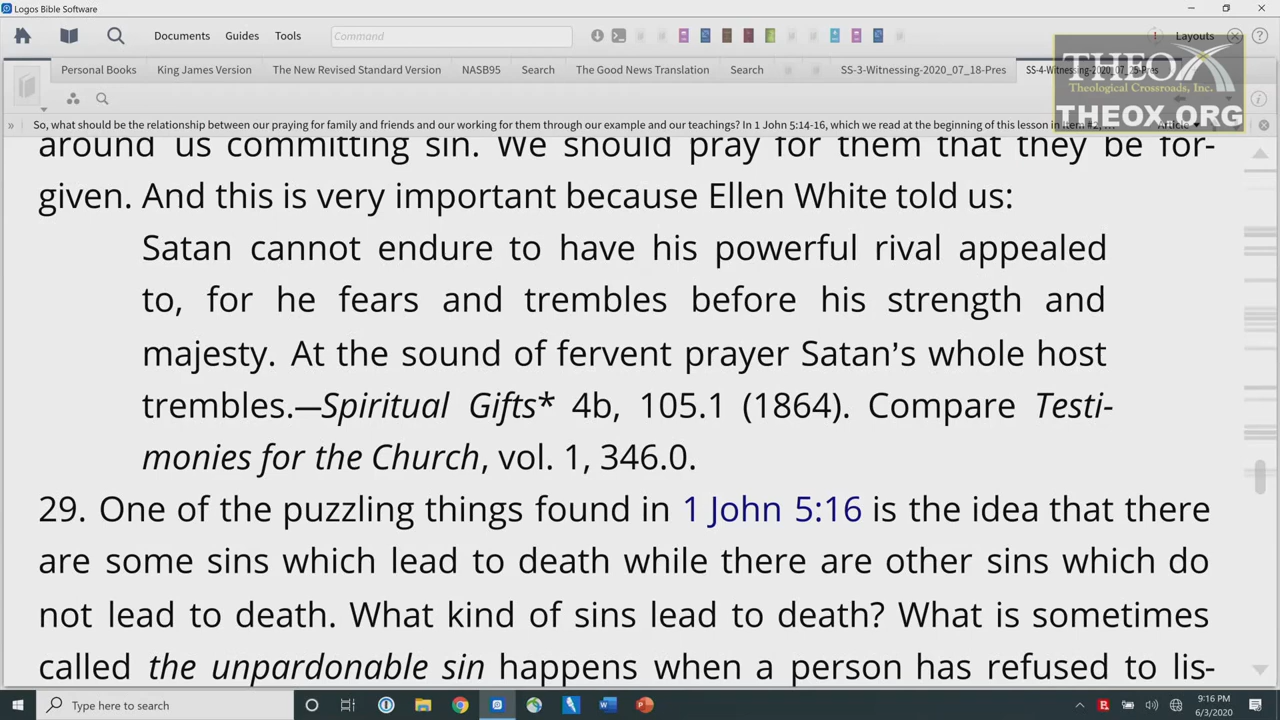 Logos Bible Software
Documents Guides Tools Command Layouts
Personal Books King James Version The New Revised NASB95 Search The Good News Translation Search SS-3-Witnessing-2020_07_18-Pres SS-4-Witnessing-2020_07_25-Pres
THEOX
Theological Crossroads, Inc.
THEOX.ORG
So, what should be the relationship between our praying for family and friends and our working for them through our example and our teachings? In 1 John 5:14-16, which we read at the beginning of this lesson in item #2, ... Article
around us committing sin. We should pray for them that they be for-
given. And this is very important because Ellen White told us:
Satan cannot endure to have his powerful rival appealed
to, for he fears and trembles before his strength and
majesty. At the sound of fervent prayer Satan's whole host
trembles.—Spiritual Gifts* 4b, 105.1 (1864). Compare Testi-
monies for the Church, vol. 1, 346.0.
29. One of the puzzling things found in 1 John 5:16 is the idea that there
are some sins which lead to death while there are other sins which do
not lead to death. What kind of sins lead to death? What is sometimes
called the unpardonable sin happens when a person has refused to lis-
Type here to search
9:16 PM
6/3/2020